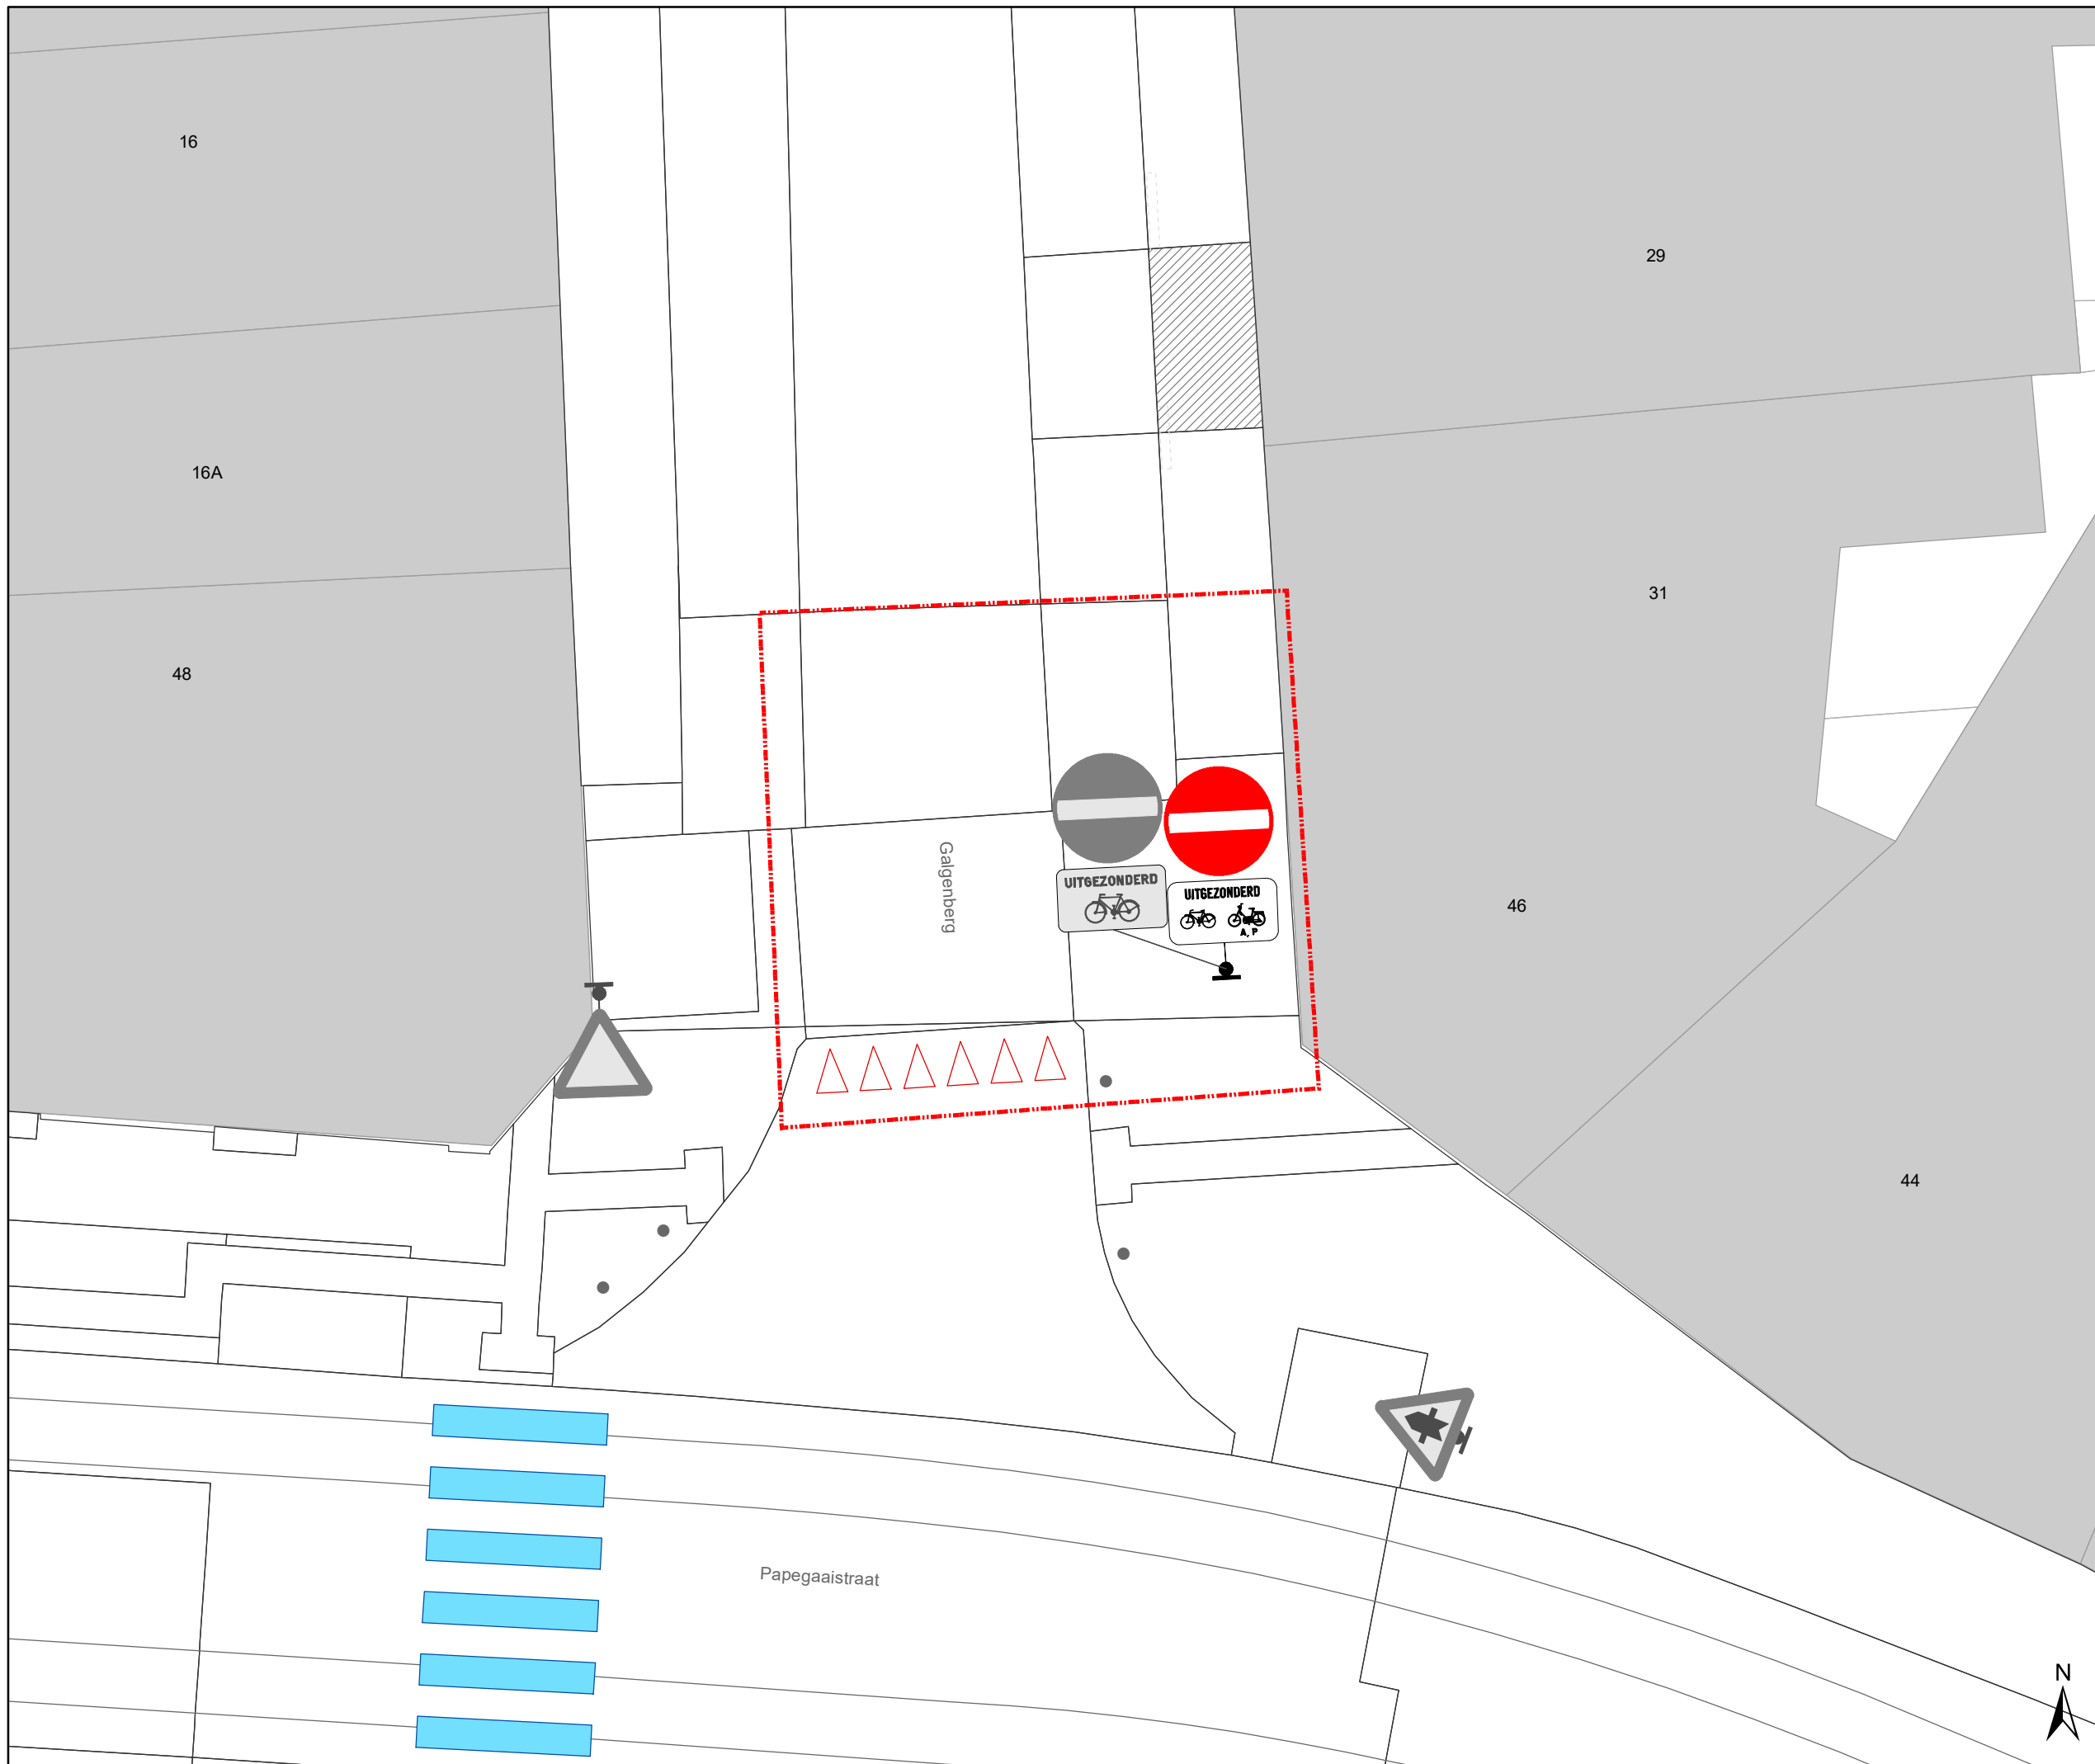 16
29
16A
31
48
Galgenberg
UITGEZONDERD
UITGEZONDERD
A, P
46
44
Papegaaistraat
N